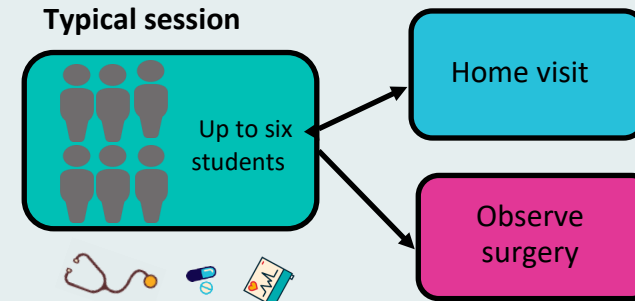 Typical session
Up to six
students
Home visit
Observe
surgery